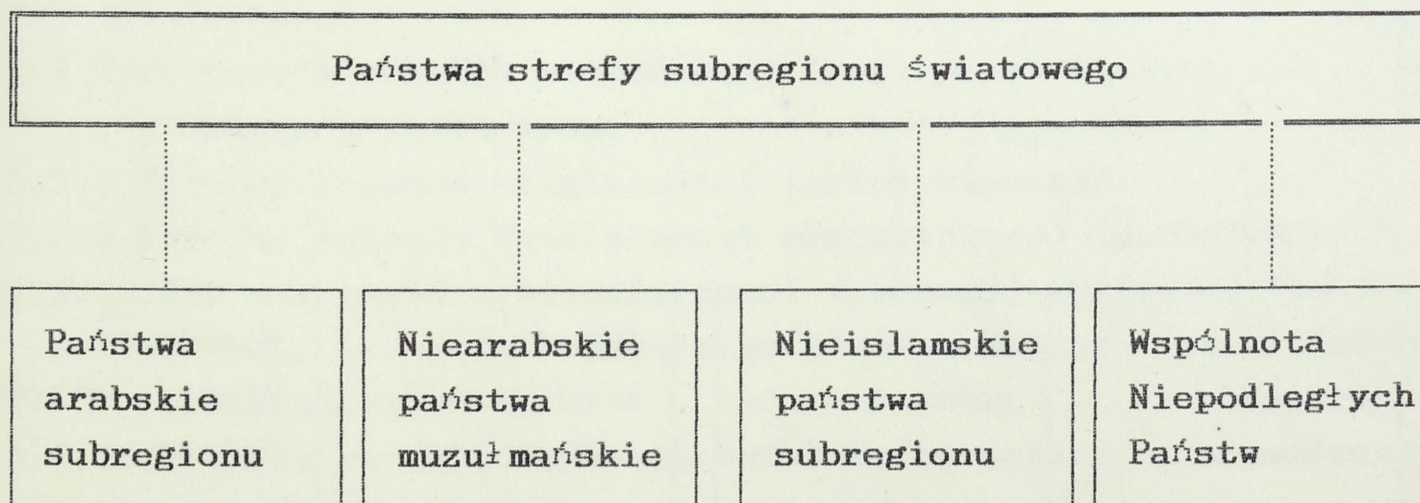 Państwa strefy subregionu światowego
Państwa
arabskie
subregionu
Niearabskie
państwa
muzułmańskie
Nieislamskie
państwa
subregionu
Wspólnota
Niepodległych
Państw